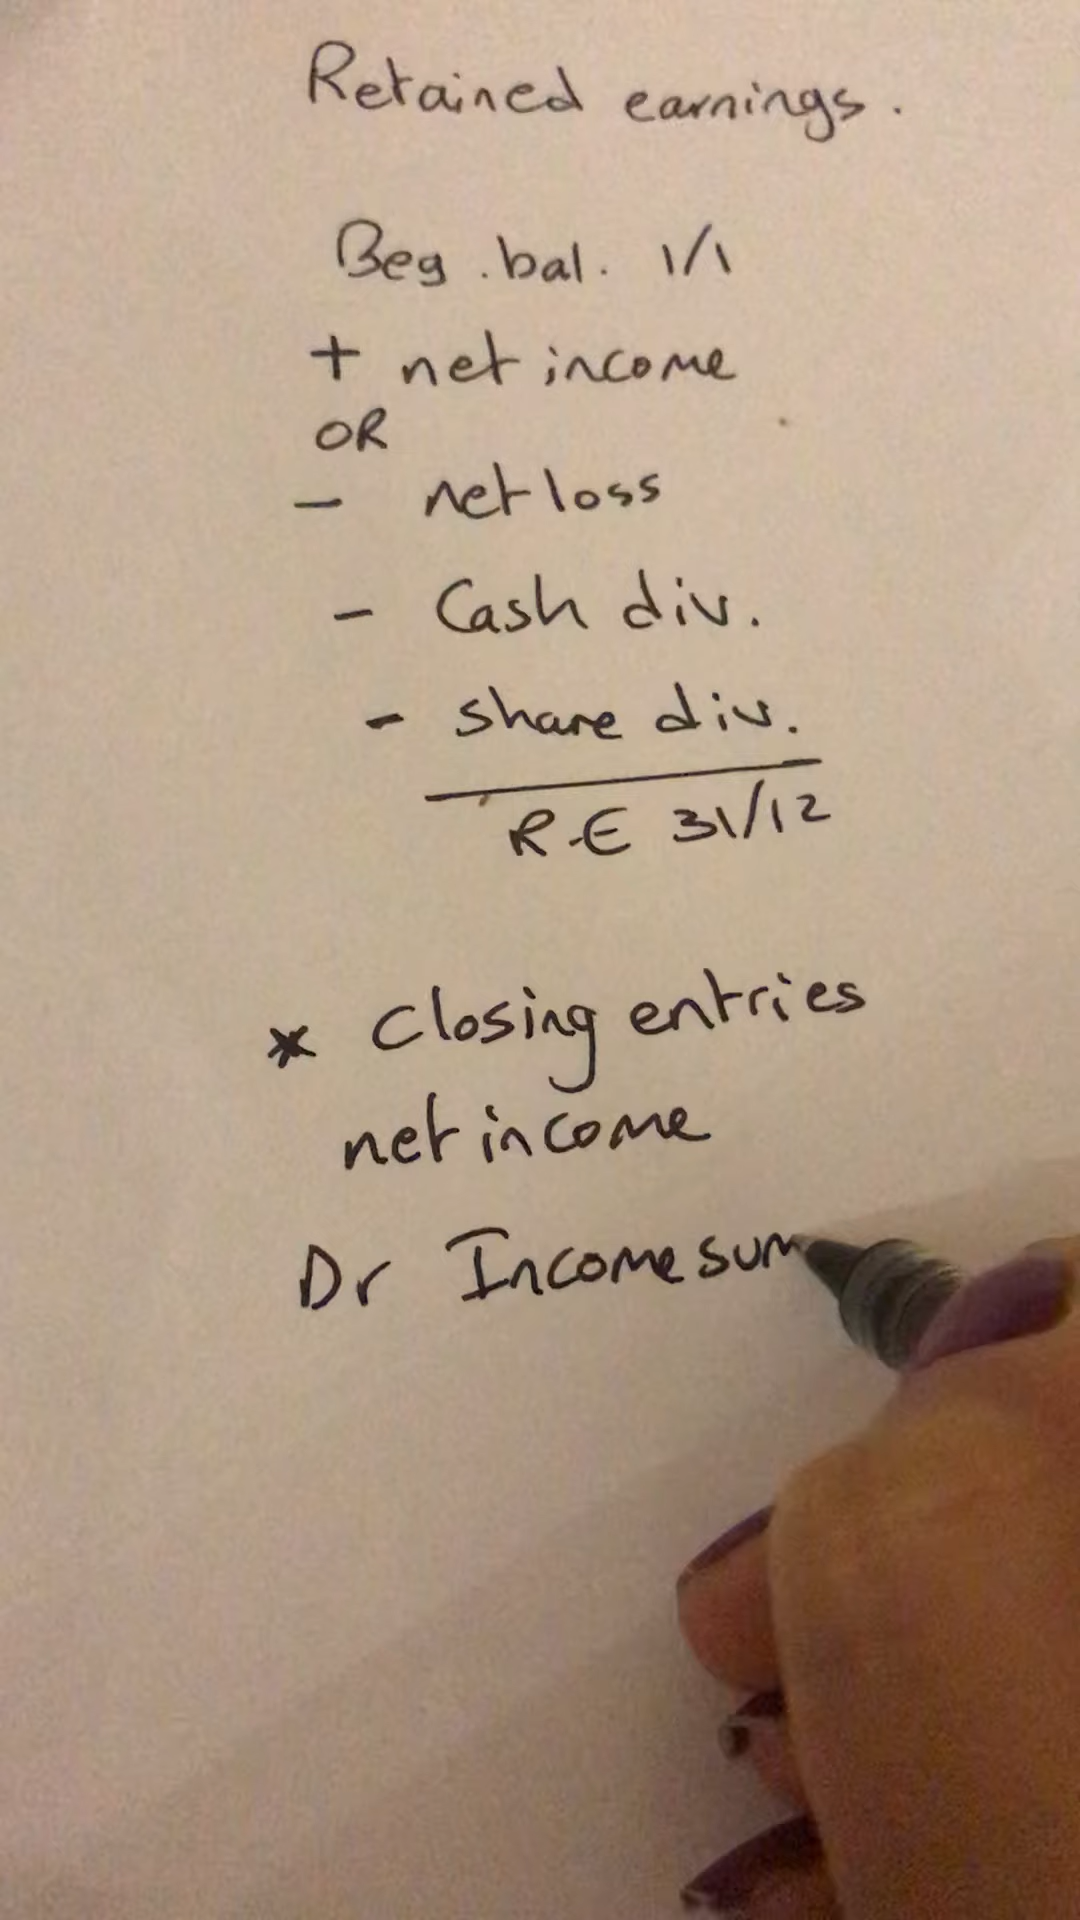 Retained earnings.
Beg. bal. 1/1
+ net income
OR
- net loss
- Cash div.
- share div.
R.E 31/12
* Closing entries
net income
Dr Income sum